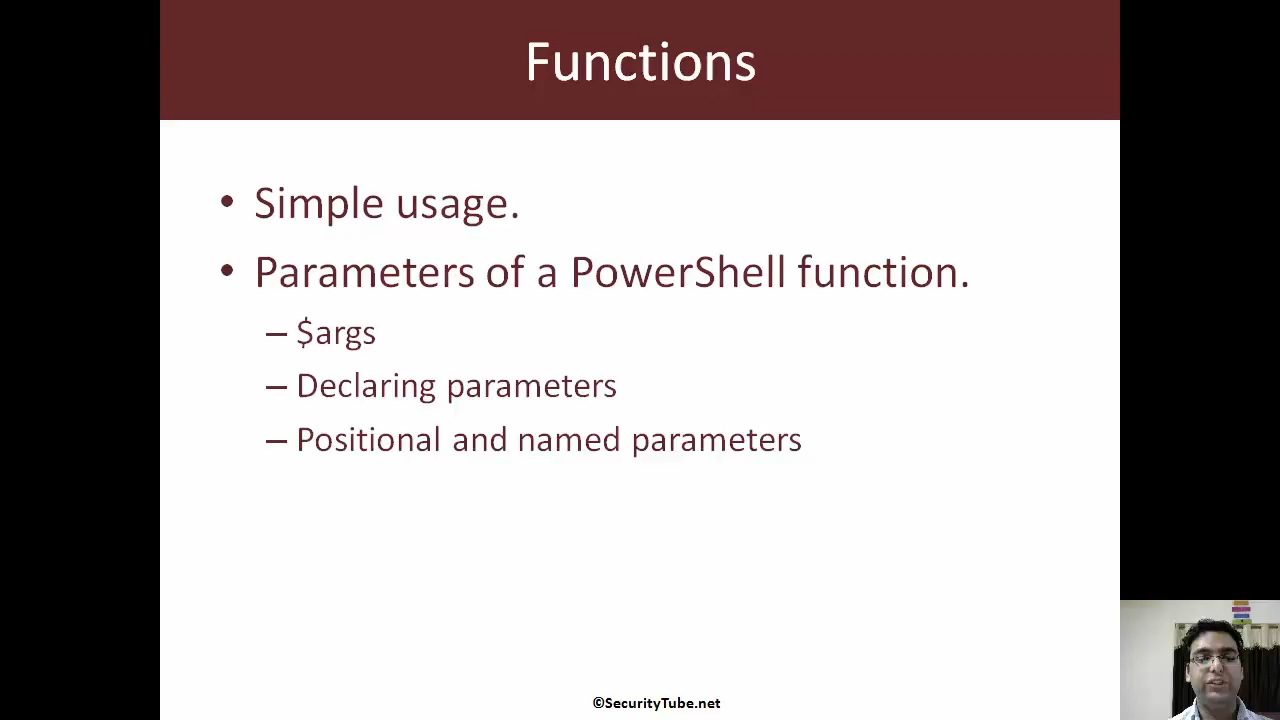 Functions
• Simple usage.
• Parameters of a PowerShell function.
– $args
– Declaring parameters
– Positional and named parameters
©SecurityTube.net